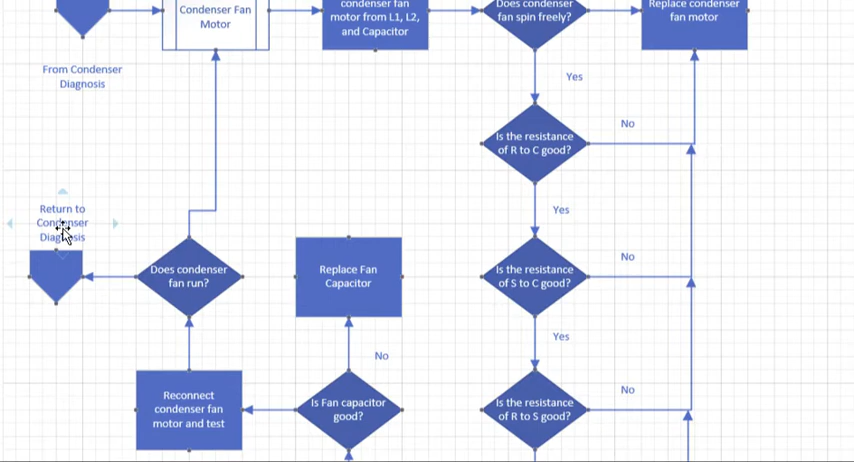 Condenser Fan
Motor
condenser fan
motor from L1, L2,
and Capacitor
Does condenser
fan spin freely?
Replace condenser
fan motor
From Condenser
Diagnosis
Yes
Is the resistance
of R to C good?
No
Yes
Return to
Condenser
Diagnosis
Does condenser
fan run?
Replace Fan
Capacitor
Is the resistance
of S to C good?
No
Yes
No
Reconnect
condenser fan
motor and test
Is Fan capacitor
good?
Is the resistance
of R to S good?
No